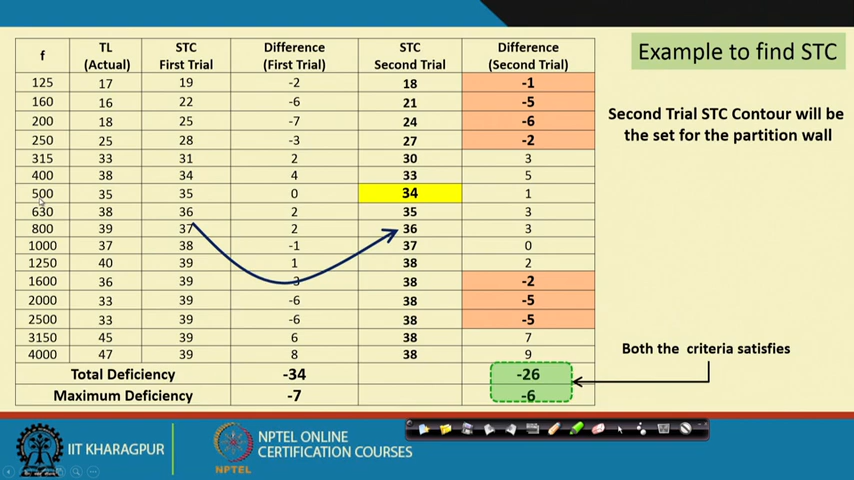 Example to find STC
f TL (Actual) STC First Trial Difference (First Trial) STC Second Trial Difference (Second Trial)
125 17 19 -2 18 -1
160 16 22 -6 21 -5
200 18 25 -7 24 -6
250 25 28 -3 27 -2
315 33 31 2 30 3
400 38 34 4 33 5
500 35 35 0 34 1
630 38 36 2 35 3
800 39 37 2 36 3
1000 37 38 -1 37 0
1250 40 39 1 38 2
1600 36 39 -3 38 -2
2000 33 39 -6 38 -5
2500 33 39 -6 38 -5
3150 45 39 6 38 7
4000 47 39 8 38 9
Total Deficiency -34 -26
Maximum Deficiency -7 -6
Second Trial STC Contour will be
the set for the partition wall
Both the criteria satisfies
IIT KHARAGPUR
NPTEL
NPTEL ONLINE
CERTIFICATION COURSES